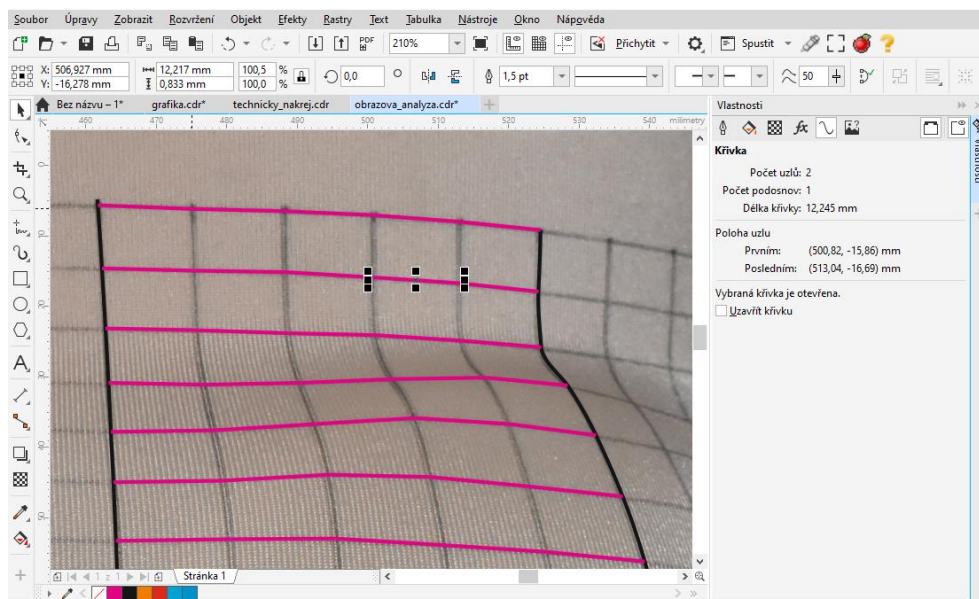 Soubor Úpravy Zobrazit Rozvržení Objekt Efekty Rastry Text Tabulka Nástroje Okno Nápověda
PDF 210% Přichytit Spustit
X: 506,927 mm 12,217 mm 100,5 % 0,0 1,5 pt 50
Y: -16,278 mm 0,833 mm 100,0 %
Bez názvu – 1* grafika.cdr* technicky_nakrej.cdr obrazova_analyza.cdr*
460 470 480 490 500 510 520 530 540 milimetry
Vlastnosti
Křivka
Počet uzlů: 2
Počet podosnov: 1
Délka křivky: 12,245 mm
Poloha uzlu
Prvním: (500,82, -15,86) mm
Posledním: (513,04, -16,69) mm
Vybraná křivka je otevřena.
Uzavřít křivku
1 z 1 Stránka 1